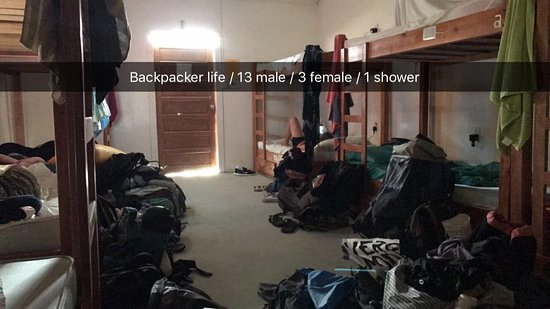 Backpacker life / 13 male / 3 female / 1 shower